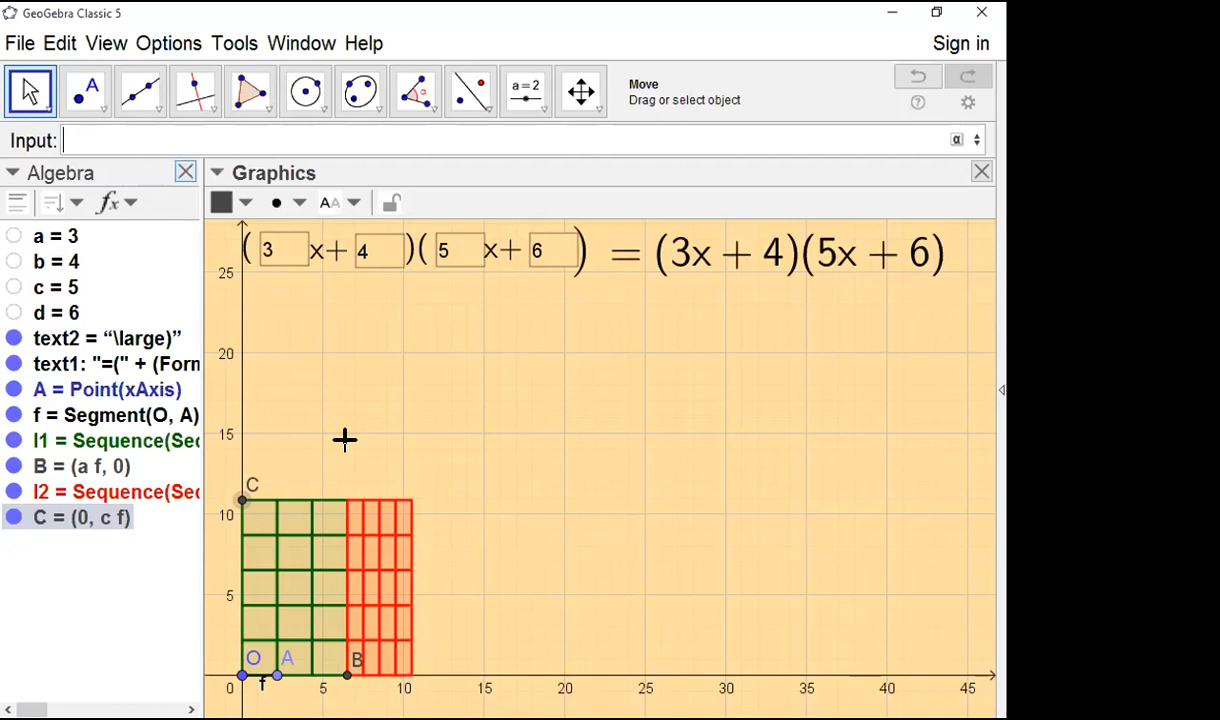 GeoGebra Classic 5
File Edit View Options Tools Window Help Sign in
A
α
a=2
Move
Drag or select object
Input:
α
Algebra
Graphics
fx
AA
a = 3
b = 4
c = 5
d = 6
text2 = “\large)”
text1: "=(" + (Forn
A = Point(xAxis)
f = Segment(O, A)
l1 = Sequence(Sec
B = (a f, 0)
l2 = Sequence(Sec
C = (0, c f)
( 3 x+ 4 )( 5 x+ 6 ) = (3x + 4)(5x + 6)
25
20
15
C
10
5
O A B
f
0 5 10 15 20 25 30 35 40 45